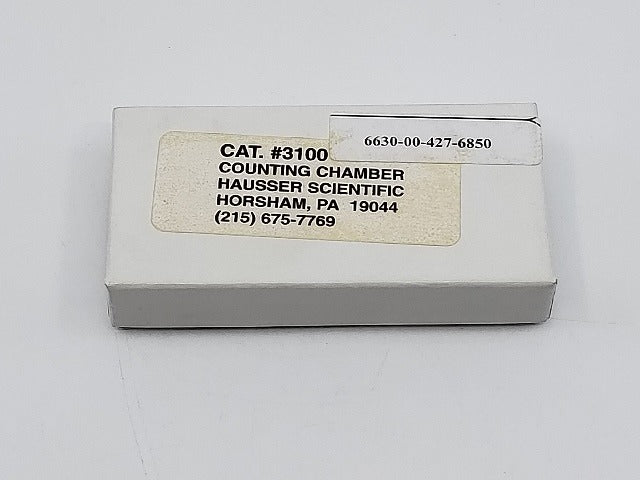 CAT. #3100
COUNTING CHAMBER
HAUSSER SCIENTIFIC
HORSHAM, PA 19044
(215) 675-7769
6630-00-427-6850